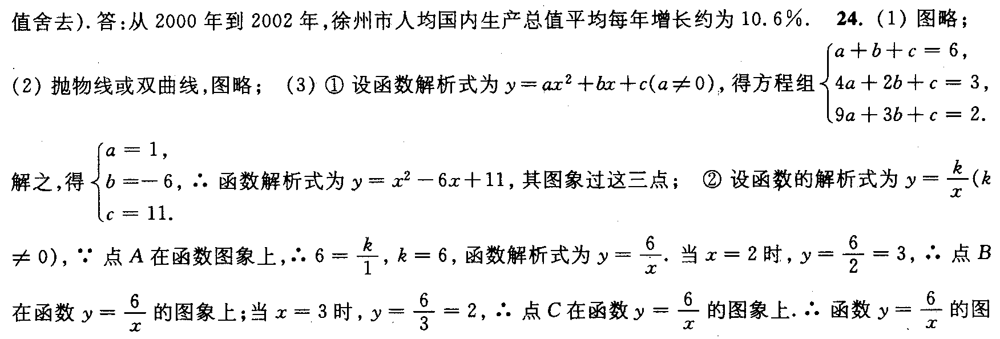 值舍去). 答:从 2000 年到 2002 年,徐州市人均国内生产总值平均每年增长约为 10.6%. 24. (1) 图略;
(2) 抛物线或双曲线,图略; (3) ① 设函数解析式为 $y=ax^2+bx+c(a\neq 0)$, 得方程组 $\begin{cases} a+b+c=6, \\ 4a+2b+c=3, \\ 9a+3b+c=2. \end{cases}$
解之,得 $\begin{cases} a=1, \\ b=-6, \\ c=11. \end{cases}$ ∴ 函数解析式为 $y=x^2-6x+11$, 其图象过这三点; ② 设函数的解析式为 $y=\frac{k}{x}(k$
$\neq 0)$, ∵ 点 A 在函数图象上,∴ $6=\frac{k}{1}$, $k=6$, 函数解析式为 $y=\frac{6}{x}$. 当 $x=2$ 时, $y=\frac{6}{2}=3$, ∴ 点 B
在函数 $y=\frac{6}{x}$ 的图象上;当 $x=3$ 时, $y=\frac{6}{3}=2$, ∴ 点 C 在函数 $y=\frac{6}{x}$ 的图象上. ∴ 函数 $y=\frac{6}{x}$ 的图